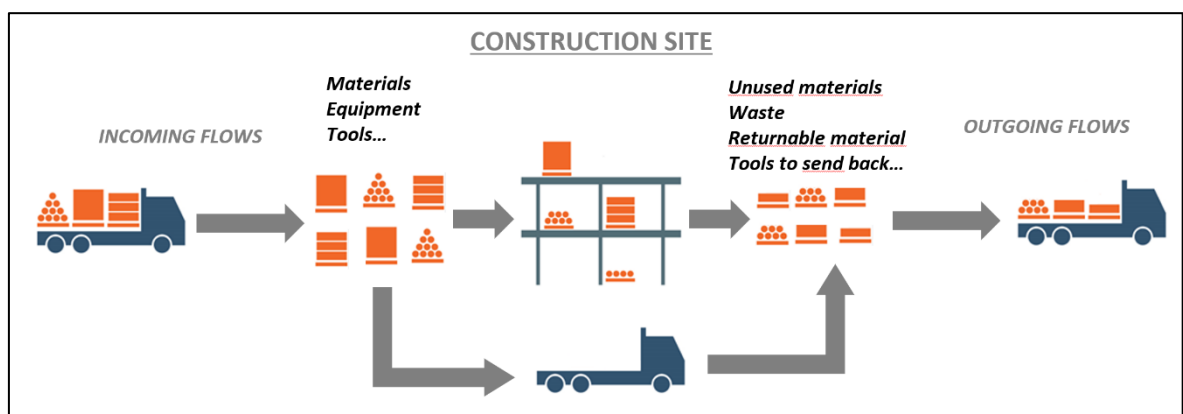 CONSTRUCTION SITE
Materials
Equipment
Tools…
INCOMING FLOWS
Unused materials
Waste
Returnable material
Tools to send back…
OUTGOING FLOWS